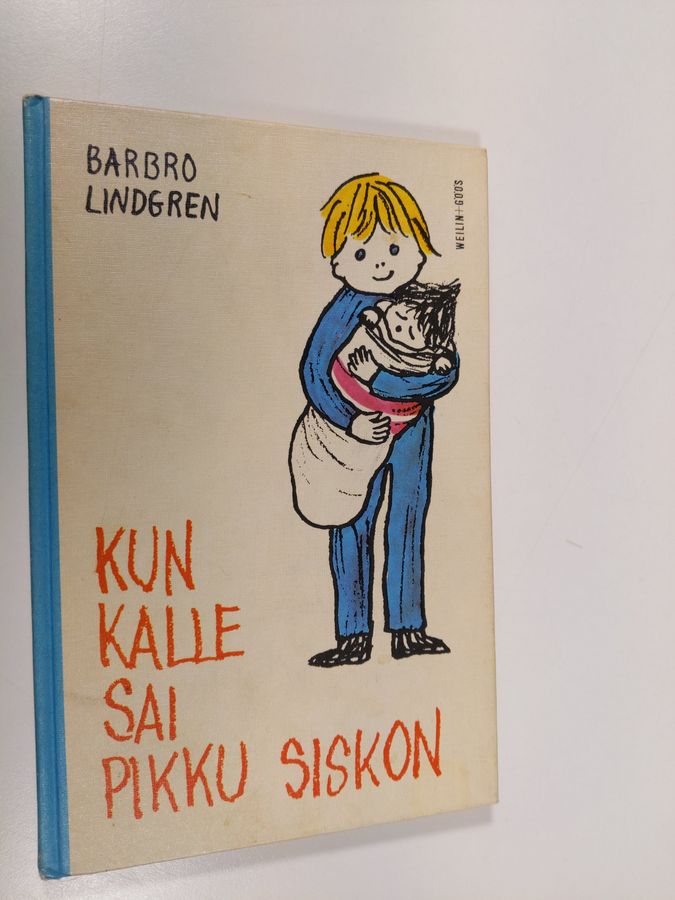 BARBRO
LINDGREN
WEILIN+GÖÖS
KUN
KALLE
SAI
PIKKU SISKON